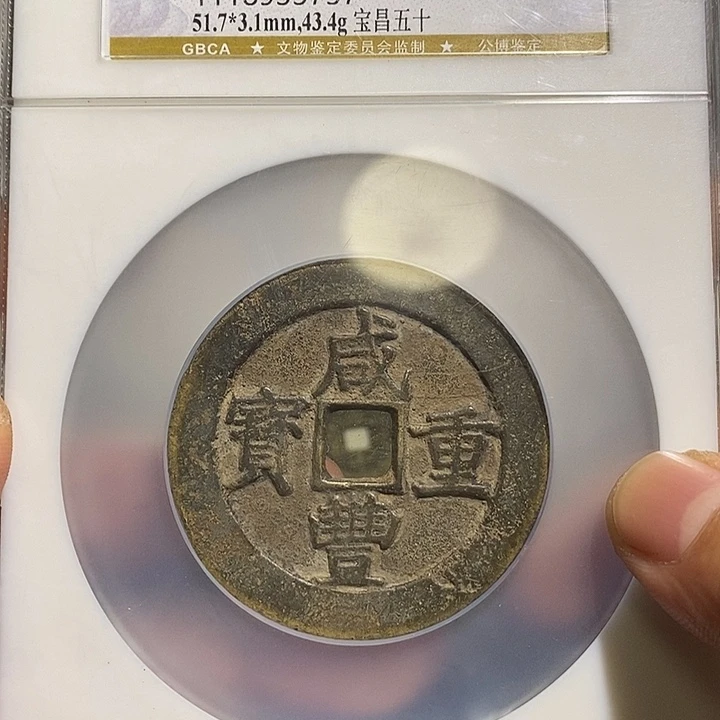 51.7*3.1mm,43.4g 宝昌五十
GBCA ★ 文物鉴定委员会监制 ★ 公博鉴定
咸豐重寶